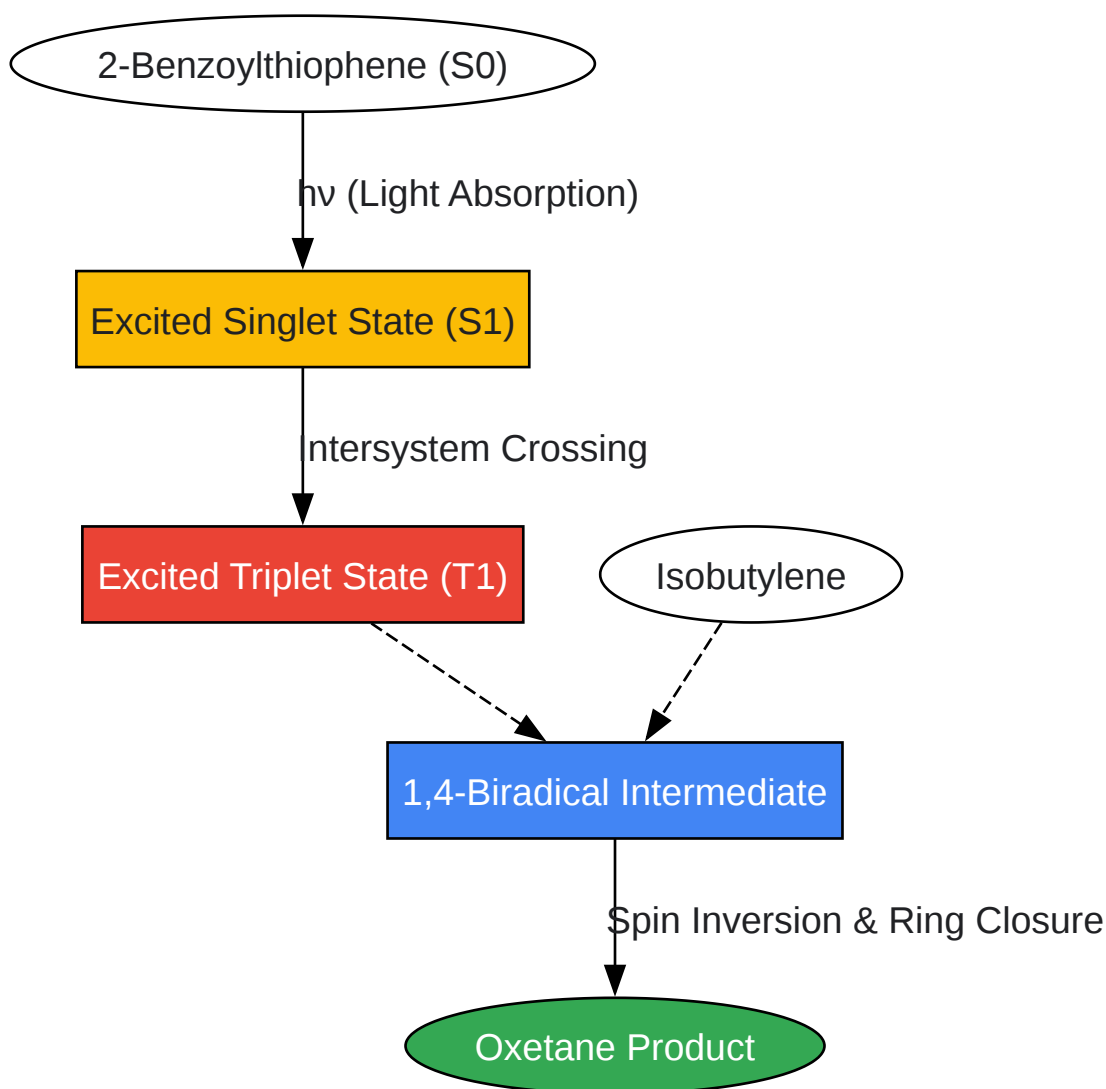 2-Benzoylthiophene (S0)
hν (Light Absorption)
Excited Singlet State (S1)
Intersystem Crossing
Excited Triplet State (T1)
Isobutylene
1,4-Biradical Intermediate
Spin Inversion & Ring Closure
Oxetane Product